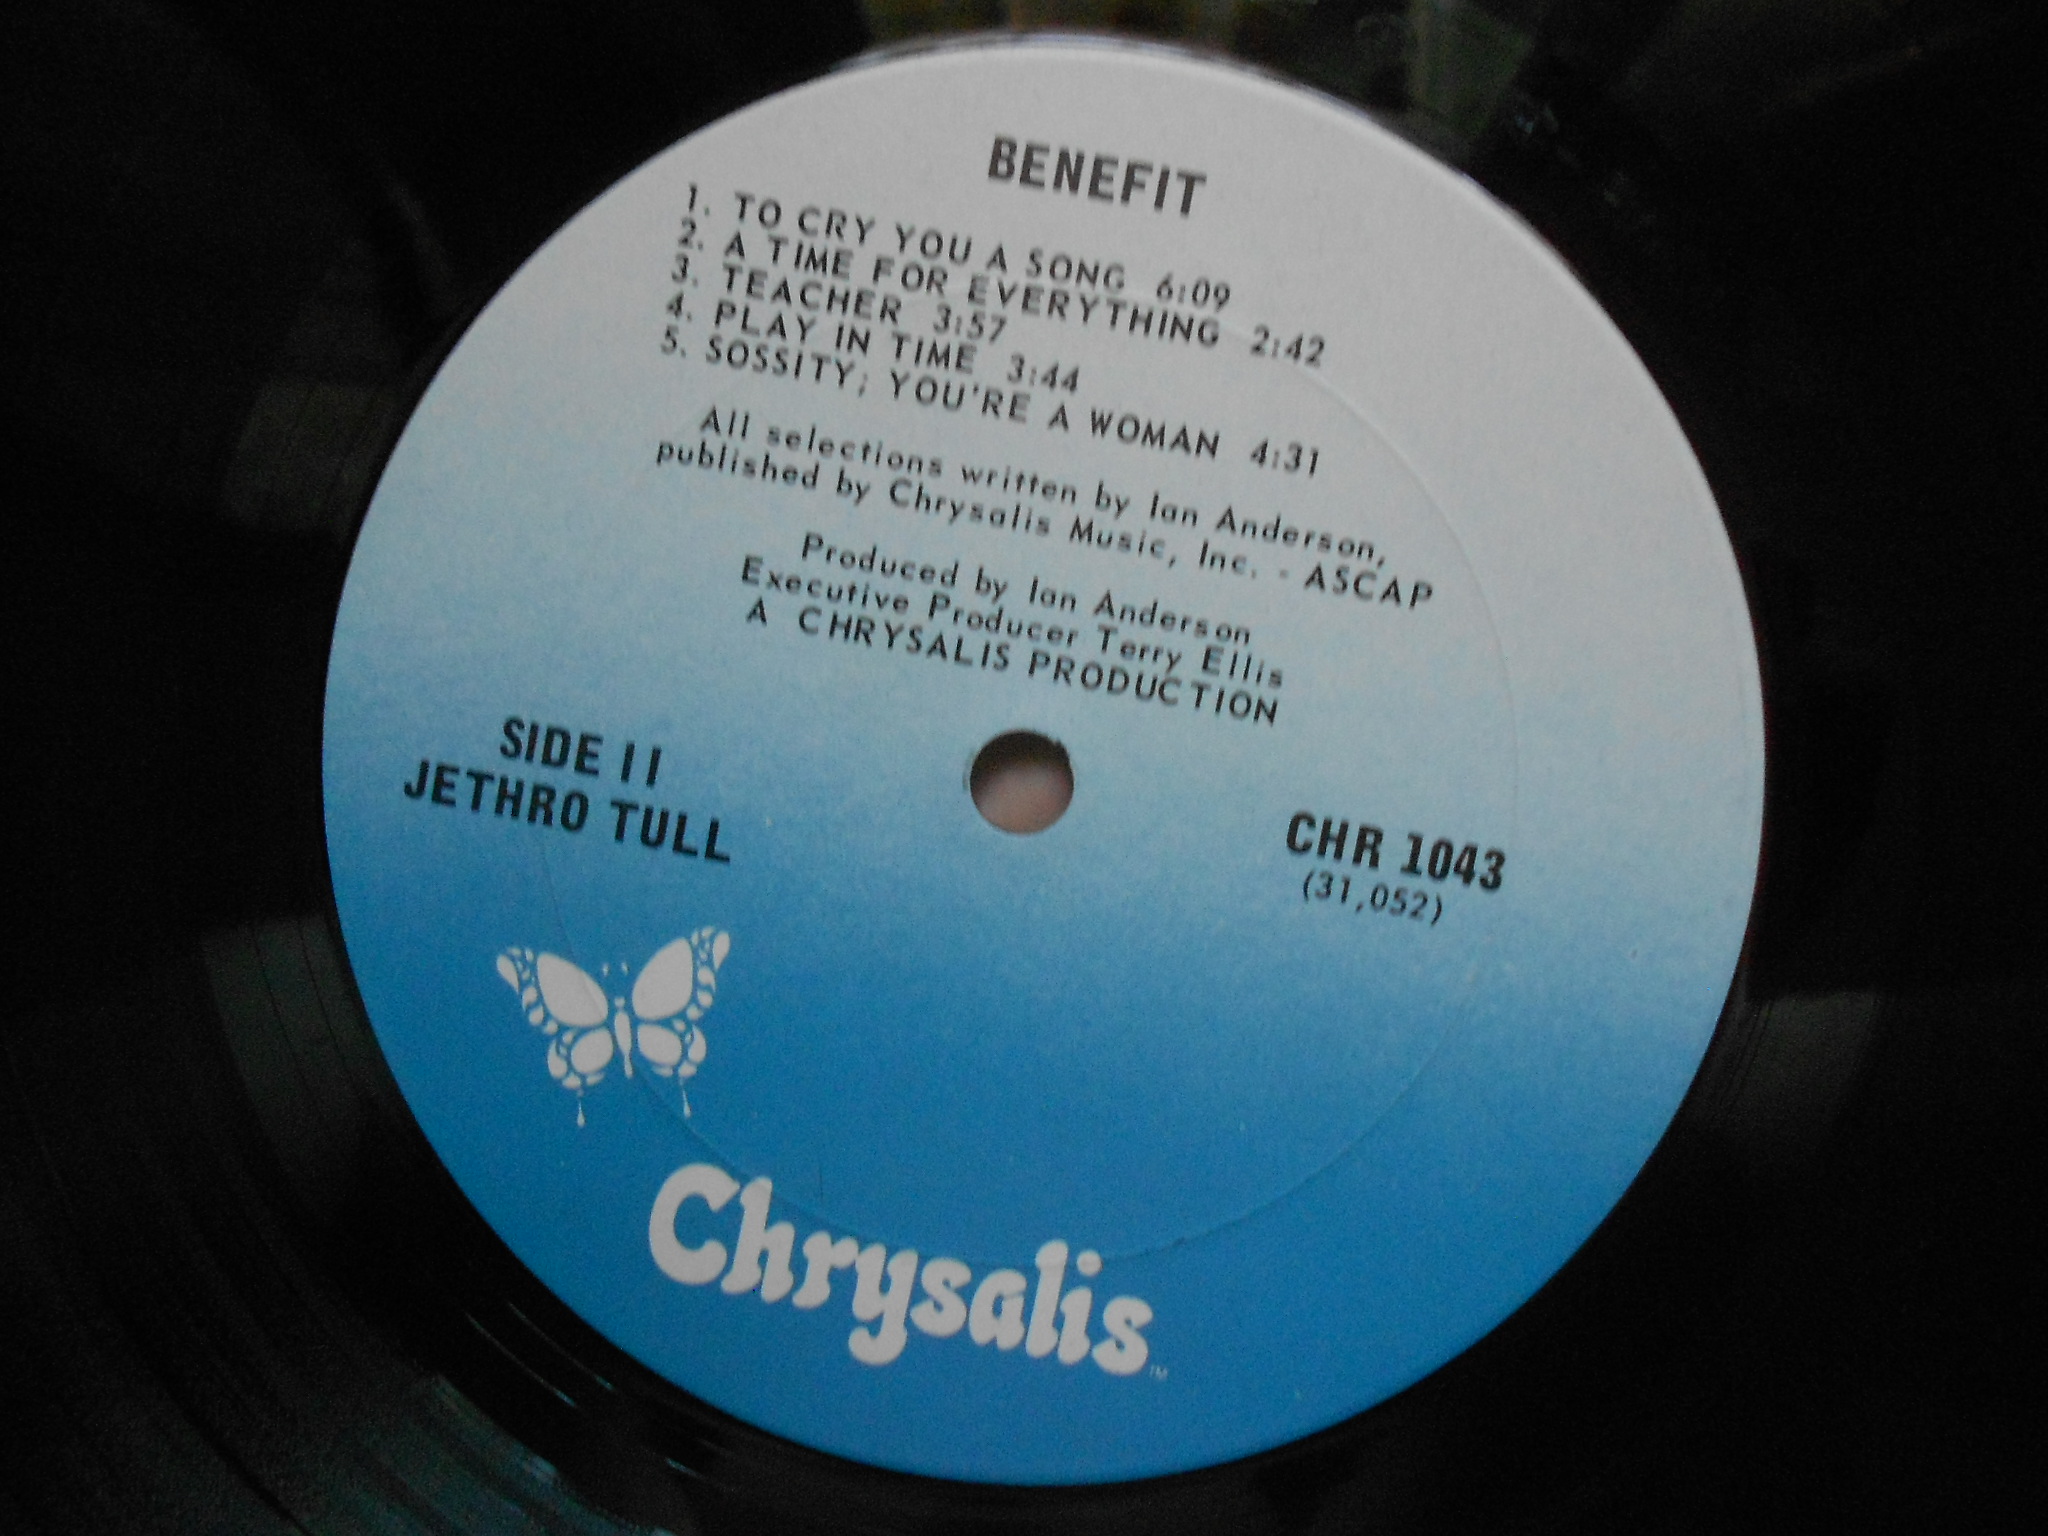 BENEFIT
1. TO CRY YOU A SONG 6:09
2. A TIME FOR EVERYTHING 2:42
3. TEACHER 3:57
4. PLAY IN TIME 3:44
5. SOSSITY; YOU'RE A WOMAN 4:31
All selections written by Ian Anderson,
published by Chrysalis Music, Inc. - ASCAP
Produced by Ian Anderson
Executive Producer Terry Ellis
A CHRYSALIS PRODUCTION
SIDE II
JETHRO TULL
CHR 1043
(31,052)
Chrysalis™